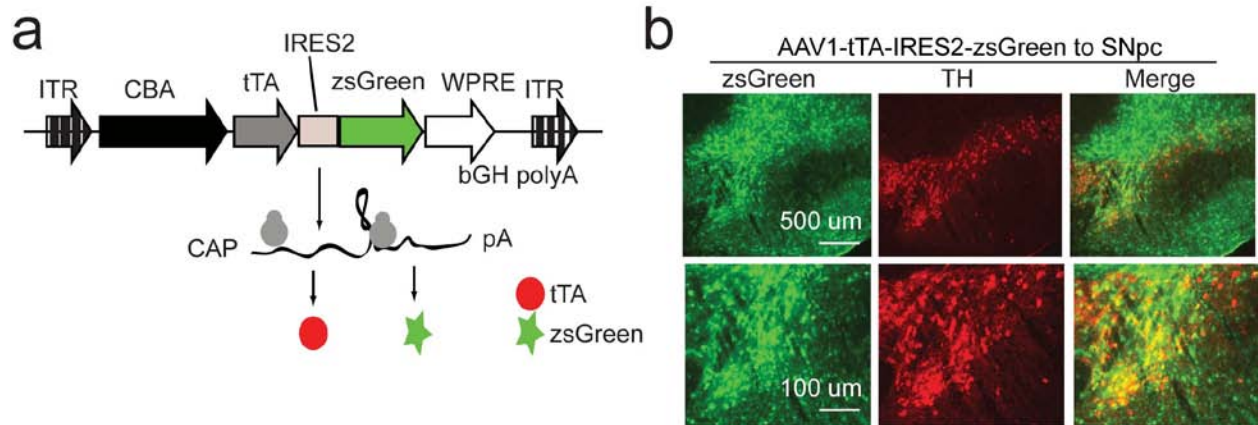 a
IRES2
ITR CBA tTA zsGreen WPRE ITR
bGH polyA
CAP pA
tTA
zsGreen
b
AAV1-tTA-IRES2-zsGreen to SNpc
zsGreen TH Merge
500 um
100 um